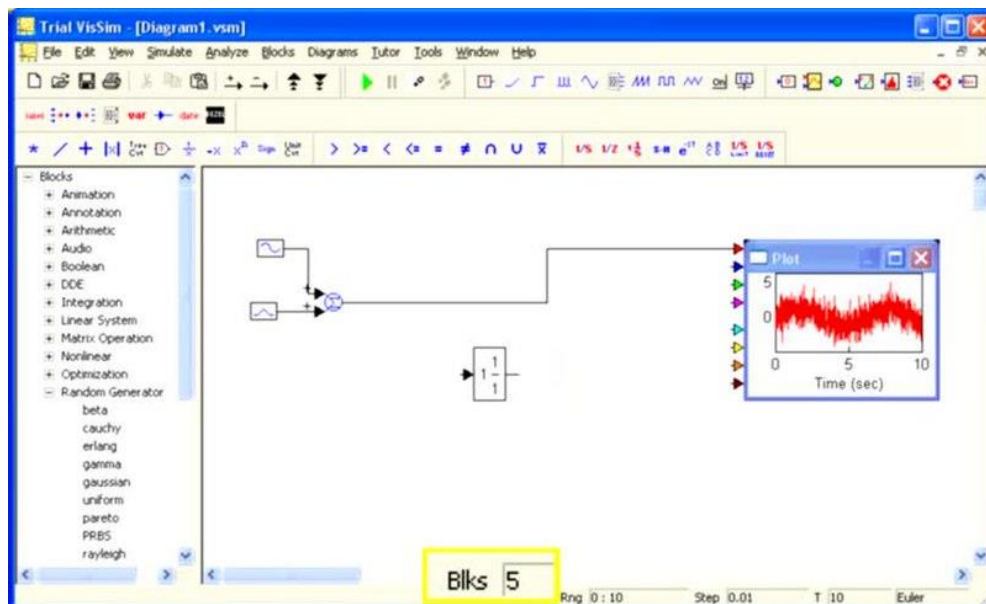 Trial VisSim - [Diagram1.vsm]
File Edit View Simulate Analyze Blocks Diagrams Tutor Tools Window Help
var date
* / + |X| -X > >= < <= = ≠ ∩ ∪ 1/S 1/Z
Blocks
Animation
Annotation
Arithmetic
Audio
Boolean
DDE
Integration
Linear System
Matrix Operation
Nonlinear
Optimization
Random Generator
beta
cauchy
erlang
gamma
gaussian
uniform
pareto
PRBS
rayleigh
+
+
Σ
1 1
1
Plot
5
0
0 5 10
Time (sec)
Blks 5
Rng 0 : 10 Step 0.01 T 10 Euler